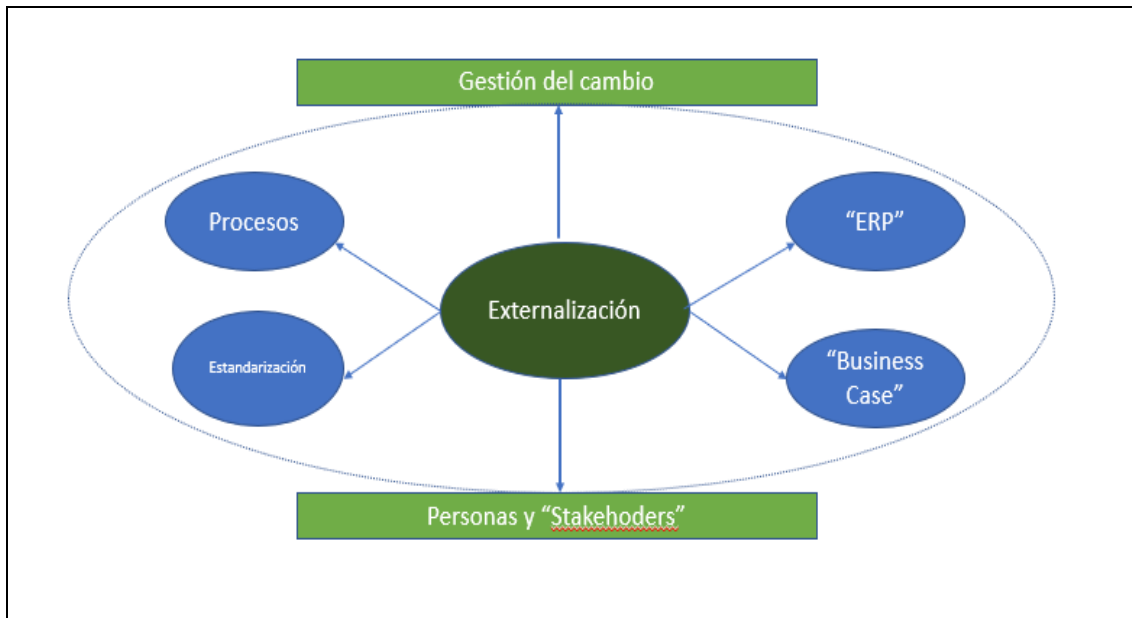 Gestión del cambio
Procesos
“ERP”
Externalización
Estandarización
“Business
Case”
Personas y “Stakehoders”